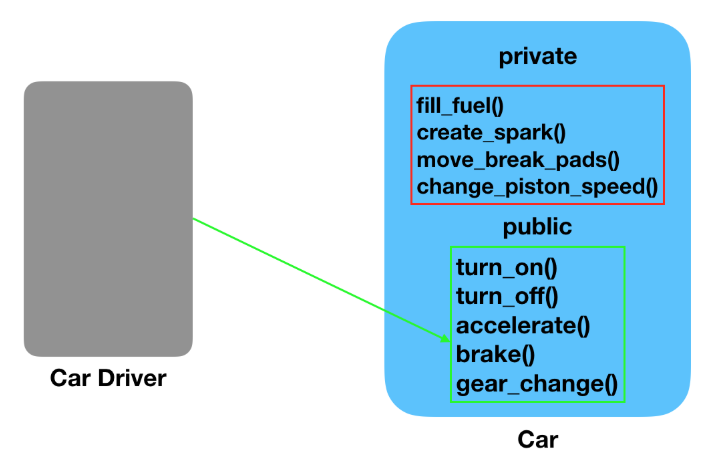 private
fill_fuel()
create_spark()
move_break_pads()
change_piston_speed()
public
turn_on()
turn_off()
accelerate()
brake()
gear_change()
Car Driver
Car